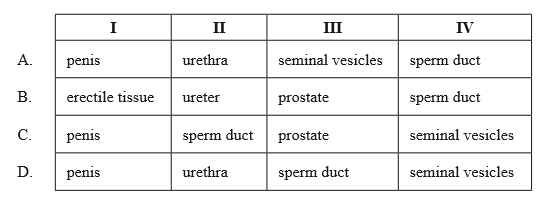 I II III IV
A. penis urethra seminal vesicles sperm duct
B. erectile tissue ureter prostate sperm duct
C. penis sperm duct prostate seminal vesicles
D. penis urethra sperm duct seminal vesicles